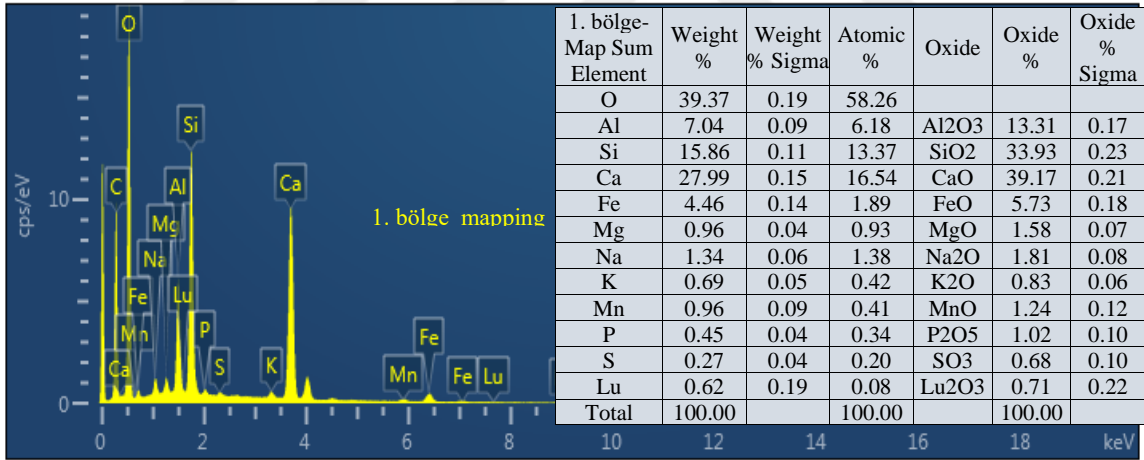 cps/eV
10
0
O
Si
C
Al
Ca
Mg
Na
Fe
Lu
Mn
P
Ca
S
K
Fe
Mn
Fe
Lu
1. bölge mapping
0 2 4 6 8 10 12 14 16 18 keV
1. bölge-Map Sum Element | Weight % | Weight % Sigma | Atomic % | Oxide | Oxide % | Oxide % Sigma
O 39.37 0.19 58.26
Al 7.04 0.09 6.18 Al2O3 13.31 0.17
Si 15.86 0.11 13.37 SiO2 33.93 0.23
Ca 27.99 0.15 16.54 CaO 39.17 0.21
Fe 4.46 0.14 1.89 FeO 5.73 0.18
Mg 0.96 0.04 0.93 MgO 1.58 0.07
Na 1.34 0.06 1.38 Na2O 1.81 0.08
K 0.69 0.05 0.42 K2O 0.83 0.06
Mn 0.96 0.09 0.41 MnO 1.24 0.12
P 0.45 0.04 0.34 P2O5 1.02 0.10
S 0.27 0.04 0.20 SO3 0.68 0.10
Lu 0.62 0.19 0.08 Lu2O3 0.71 0.22
Total 100.00 100.00 100.00